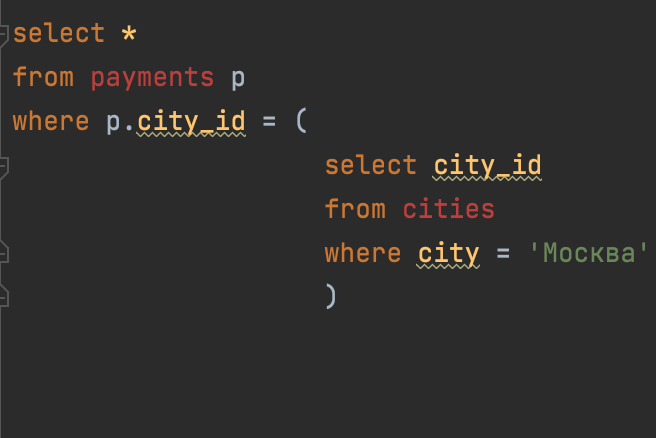 select *
from payments p
where p.city_id = (
select city_id
from cities
where city = 'Москва'
)